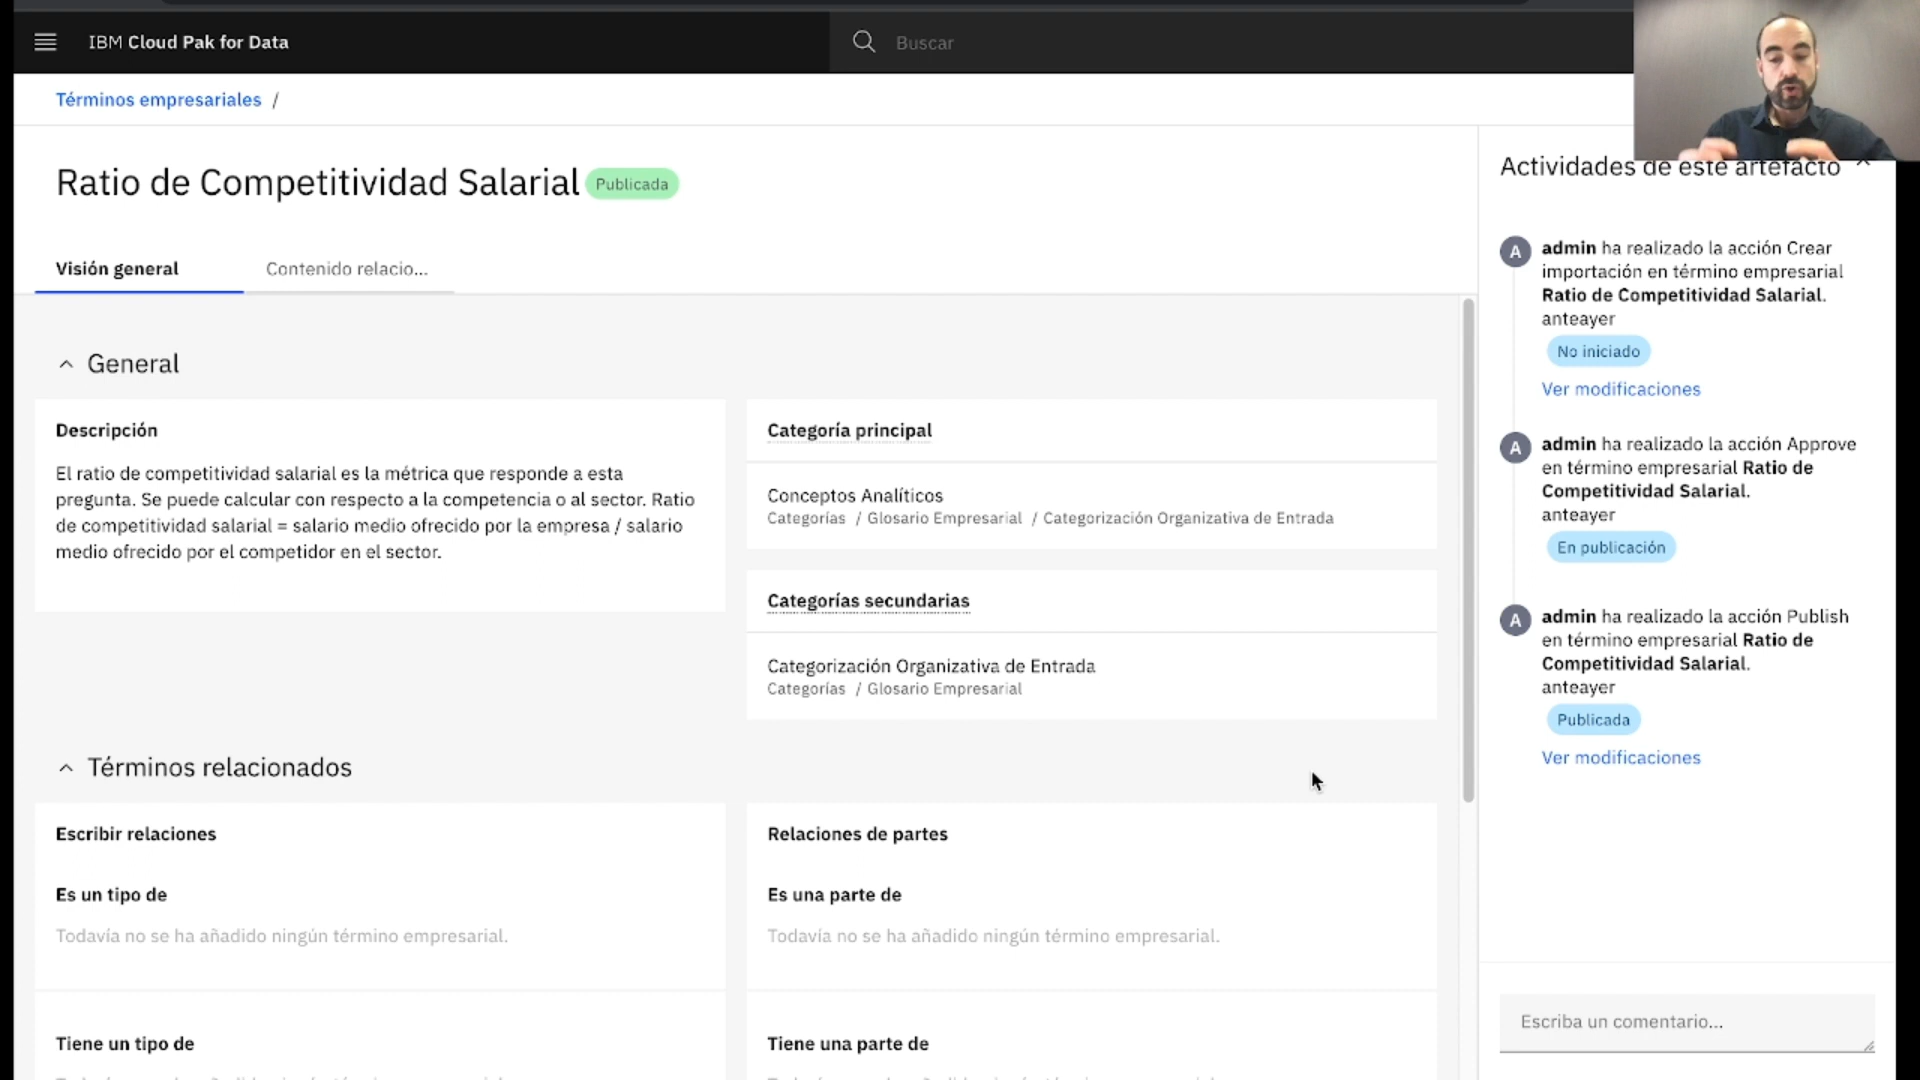 IBM Cloud Pak for Data
Buscar
Términos empresariales /
Ratio de Competitividad Salarial Publicada
Visión general
Contenido relacio...
General
Descripción
El ratio de competitividad salarial es la métrica que responde a esta
pregunta. Se puede calcular con respecto a la competencia o al sector. Ratio
de competitividad salarial = salario medio ofrecido por la empresa / salario
medio ofrecido por el competidor en el sector.
Categoría principal
Conceptos Analíticos
Categorías / Glosario Empresarial / Categorización Organizativa de Entrada
Categorías secundarias
Categorización Organizativa de Entrada
Categorías / Glosario Empresarial
Términos relacionados
Escribir relaciones
Es un tipo de
Todavía no se ha añadido ningún término empresarial.
Tiene un tipo de
Relaciones de partes
Es una parte de
Todavía no se ha añadido ningún término empresarial.
Tiene una parte de
Actividades de este artefacto
A
admin ha realizado la acción Crear
importación en término empresarial
Ratio de Competitividad Salarial.
anteayer
No iniciado
Ver modificaciones
A
admin ha realizado la acción Approve
en término empresarial Ratio de
Competitividad Salarial.
anteayer
En publicación
A
admin ha realizado la acción Publish
en término empresarial Ratio de
Competitividad Salarial.
anteayer
Publicada
Ver modificaciones
Escriba un comentario...